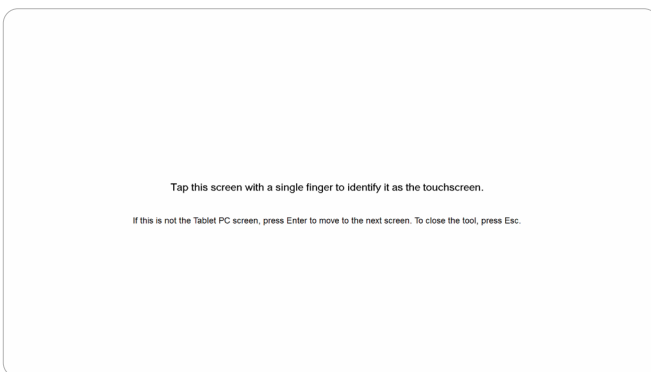 Tap this screen with a single finger to identify it as the touchscreen.
If this is not the Tablet PC screen, press Enter to move to the next screen. To close the tool, press Esc.